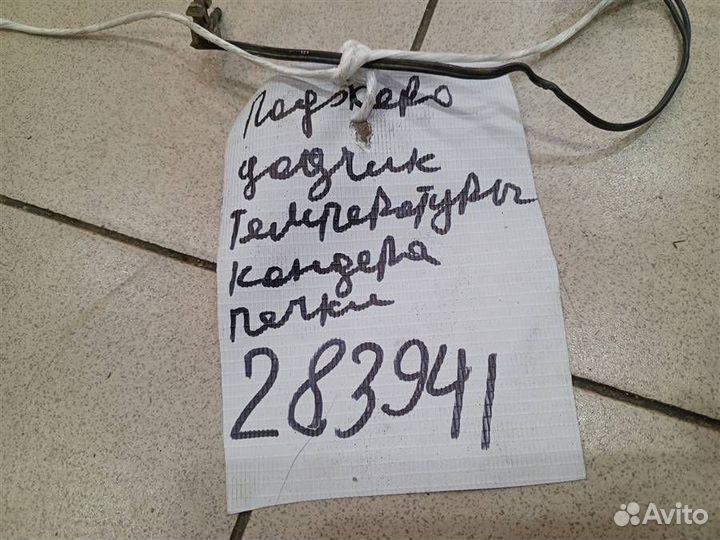 Паджеро
датчик
температуры
кондера
печки
283941
Avito